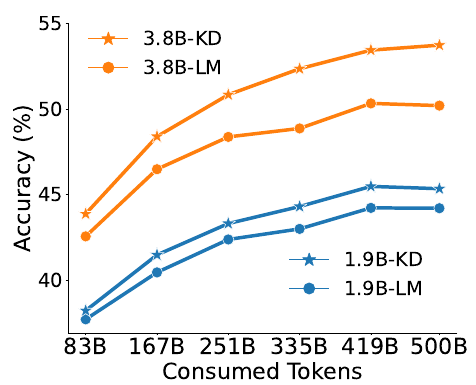 55
50
45
40
Accuracy (%)
3.8B-KD
3.8B-LM
1.9B-KD
1.9B-LM
83B 167B 251B 335B 419B 500B
Consumed Tokens